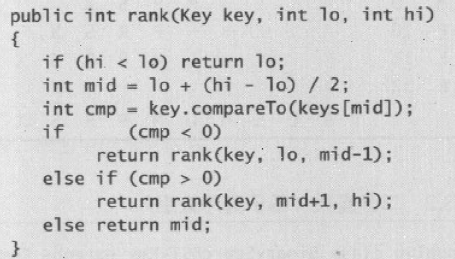 public int rank(Key key, int lo, int hi)
{
if (hi < lo) return lo;
int mid = lo + (hi - lo) / 2;
int cmp = key.compareTo(keys[mid]);
if (cmp < 0)
return rank(key, lo, mid-1);
else if (cmp > 0)
return rank(key, mid+1, hi);
else return mid;
}